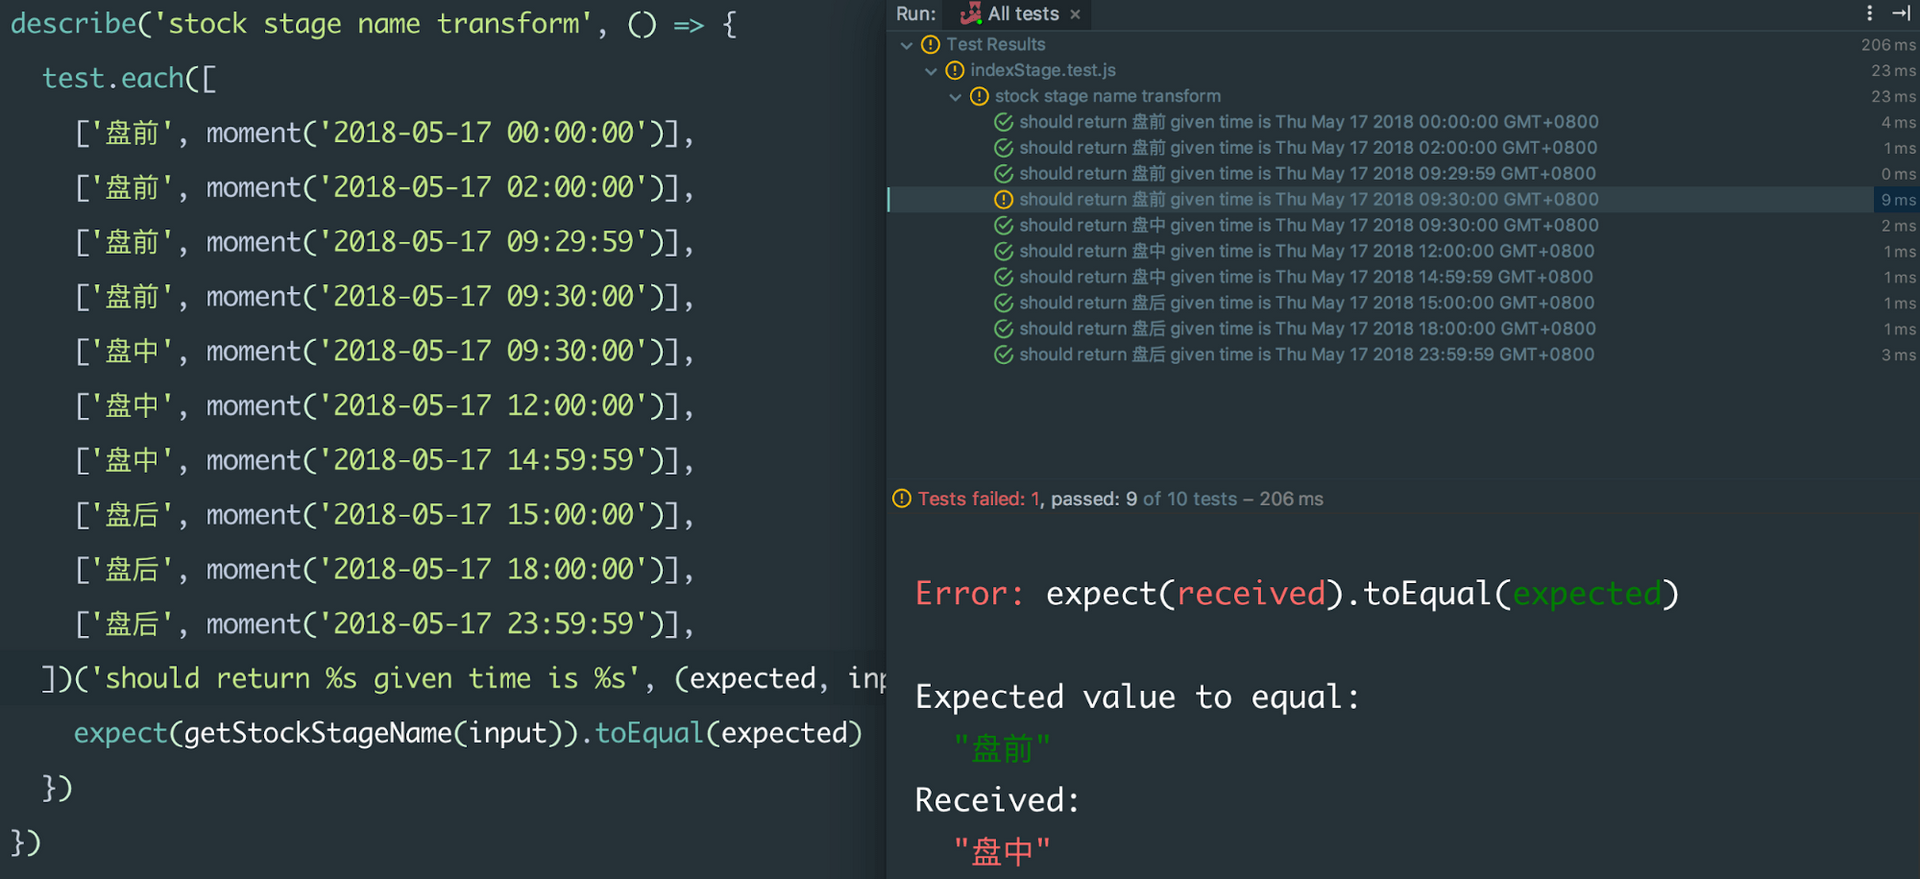 describe('stock stage name transform', () => {
test.each([
['盘前', moment('2018-05-17 00:00:00')],
['盘前', moment('2018-05-17 02:00:00')],
['盘前', moment('2018-05-17 09:29:59')],
['盘前', moment('2018-05-17 09:30:00')],
['盘中', moment('2018-05-17 09:30:00')],
['盘中', moment('2018-05-17 12:00:00')],
['盘中', moment('2018-05-17 14:59:59')],
['盘后', moment('2018-05-17 15:00:00')],
['盘后', moment('2018-05-17 18:00:00')],
['盘后', moment('2018-05-17 23:59:59')],
])('should return %s given time is %s', (expected, inp
expect(getStockStageName(input)).toEqual(expected)
})
})
Run: All tests ×
Test Results 206 ms
indexStage.test.js 23 ms
stock stage name transform 23 ms
should return 盘前 given time is Thu May 17 2018 00:00:00 GMT+0800 4 ms
should return 盘前 given time is Thu May 17 2018 02:00:00 GMT+0800 1 ms
should return 盘前 given time is Thu May 17 2018 09:29:59 GMT+0800 0 ms
should return 盘前 given time is Thu May 17 2018 09:30:00 GMT+0800 9 ms
should return 盘中 given time is Thu May 17 2018 09:30:00 GMT+0800 2 ms
should return 盘中 given time is Thu May 17 2018 12:00:00 GMT+0800 1 ms
should return 盘中 given time is Thu May 17 2018 14:59:59 GMT+0800 1 ms
should return 盘后 given time is Thu May 17 2018 15:00:00 GMT+0800 1 ms
should return 盘后 given time is Thu May 17 2018 18:00:00 GMT+0800 1 ms
should return 盘后 given time is Thu May 17 2018 23:59:59 GMT+0800 3 ms
Tests failed: 1, passed: 9 of 10 tests – 206 ms
Error: expect(received).toEqual(expected)
Expected value to equal:
"盘前"
Received:
"盘中"